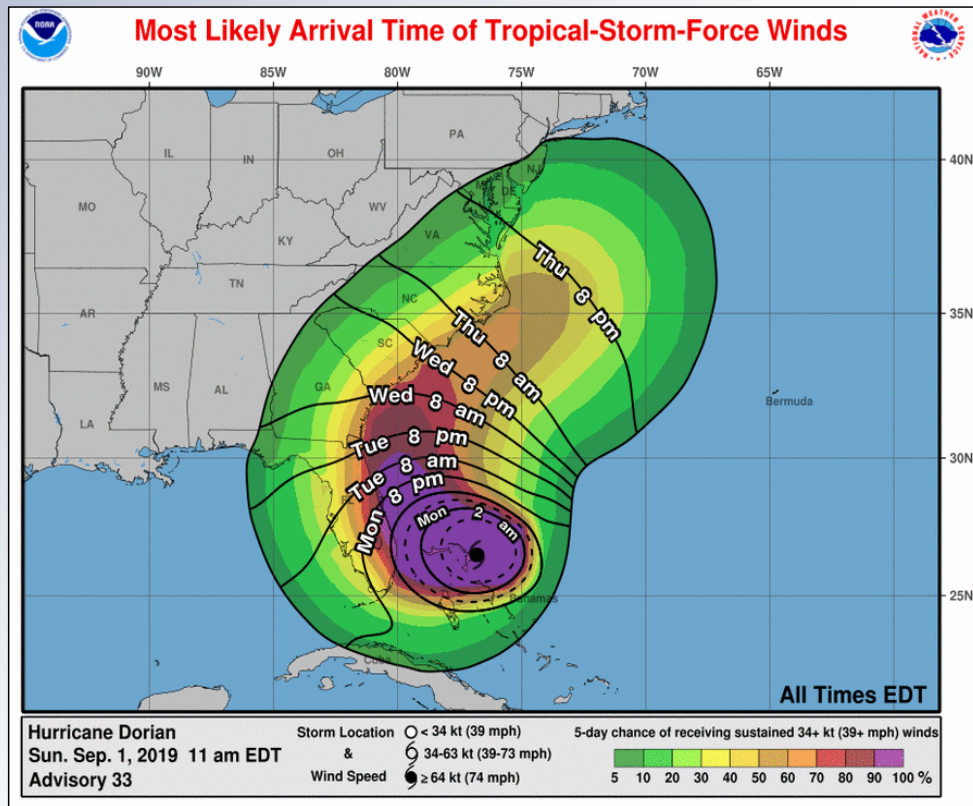 Most Likely Arrival Time of Tropical-Storm-Force Winds
NOAA
90W 85W 80W 75W 70W 65W
PA
NJ
IL IN OH
DE
40N
MO WV
VA
KY
TN NC
Thu 8 pm
AR
35N
SC
Thu 8 am
MS AL GA
Wed 8 pm
LA
Wed 8 am
Bermuda
Tue 8 pm
30N
Tue 8 am
Mon 8 pm
Mon 2 am
Bahamas
25N
Cuba
All Times EDT
Hurricane Dorian
Sun. Sep. 1, 2019 11 am EDT
Advisory 33
Storm Location
&
Wind Speed
< 34 kt (39 mph)
34-63 kt (39-73 mph)
≥ 64 kt (74 mph)
5-day chance of receiving sustained 34+ kt (39+ mph) winds
5 10 20 30 40 50 60 70 80 90 100 %